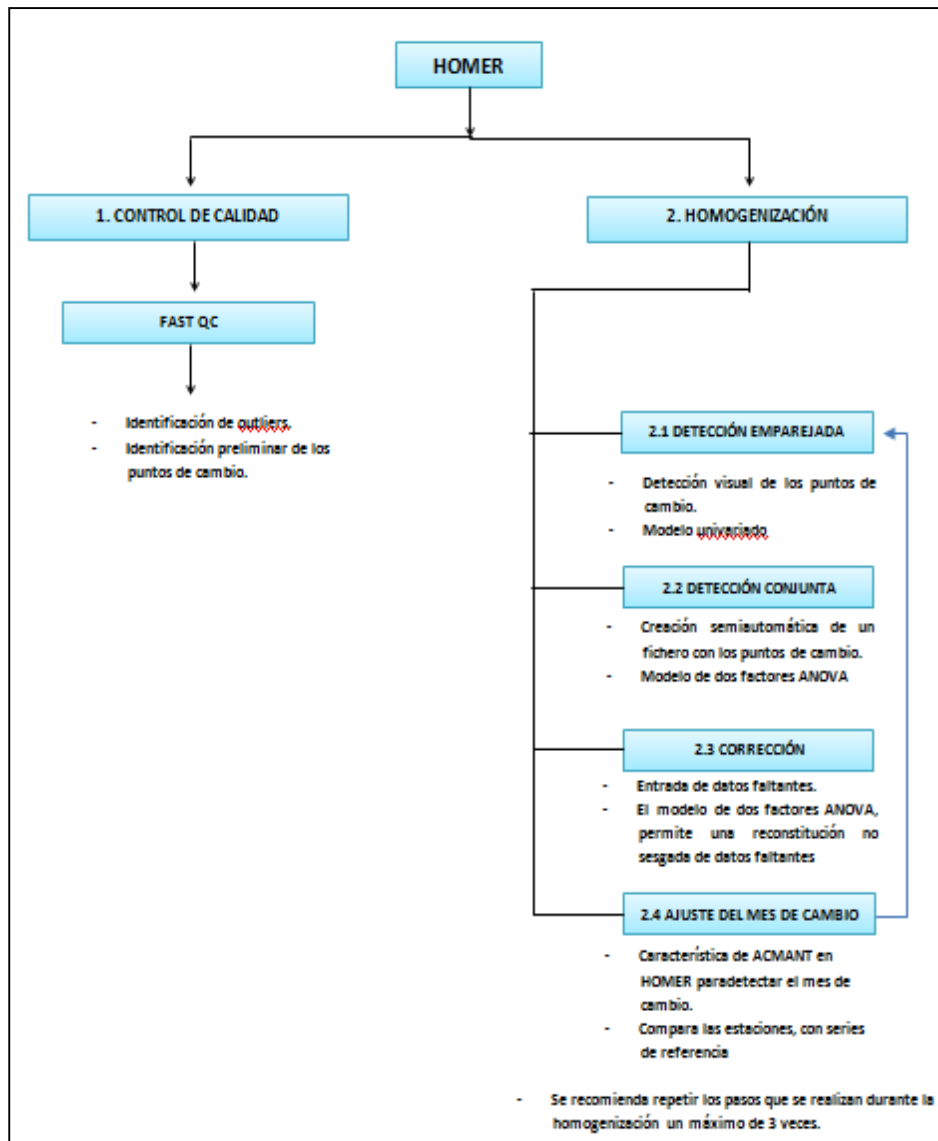 HOMER
1. CONTROL DE CALIDAD
2. HOMOGENIZACIÓN
FAST QC
- Identificación de outliers.
- Identificación preliminar de los
puntos de cambio.
2.1 DETECCIÓN EMPAREJADA
- Detección visual de los puntos de
cambio.
- Modelo univariado
2.2 DETECCIÓN CONJUNTA
- Creación semiautomática de un
fichero con los puntos de cambio.
- Modelo de dos factores ANOVA
2.3 CORRECCIÓN
- Entrada de datos faltantes.
- El modelo de dos factores ANOVA,
permite una reconstitución no
sesgada de datos faltantes
2.4 AJUSTE DEL MES DE CAMBIO
- Característica de ACMANT en
HOMER paradetectar el mes de
cambio.
- Compara las estaciones, con series
de referencia
- Se recomienda repetir los pasos que se realizan durante la
homogenización un máximo de 3 veces.